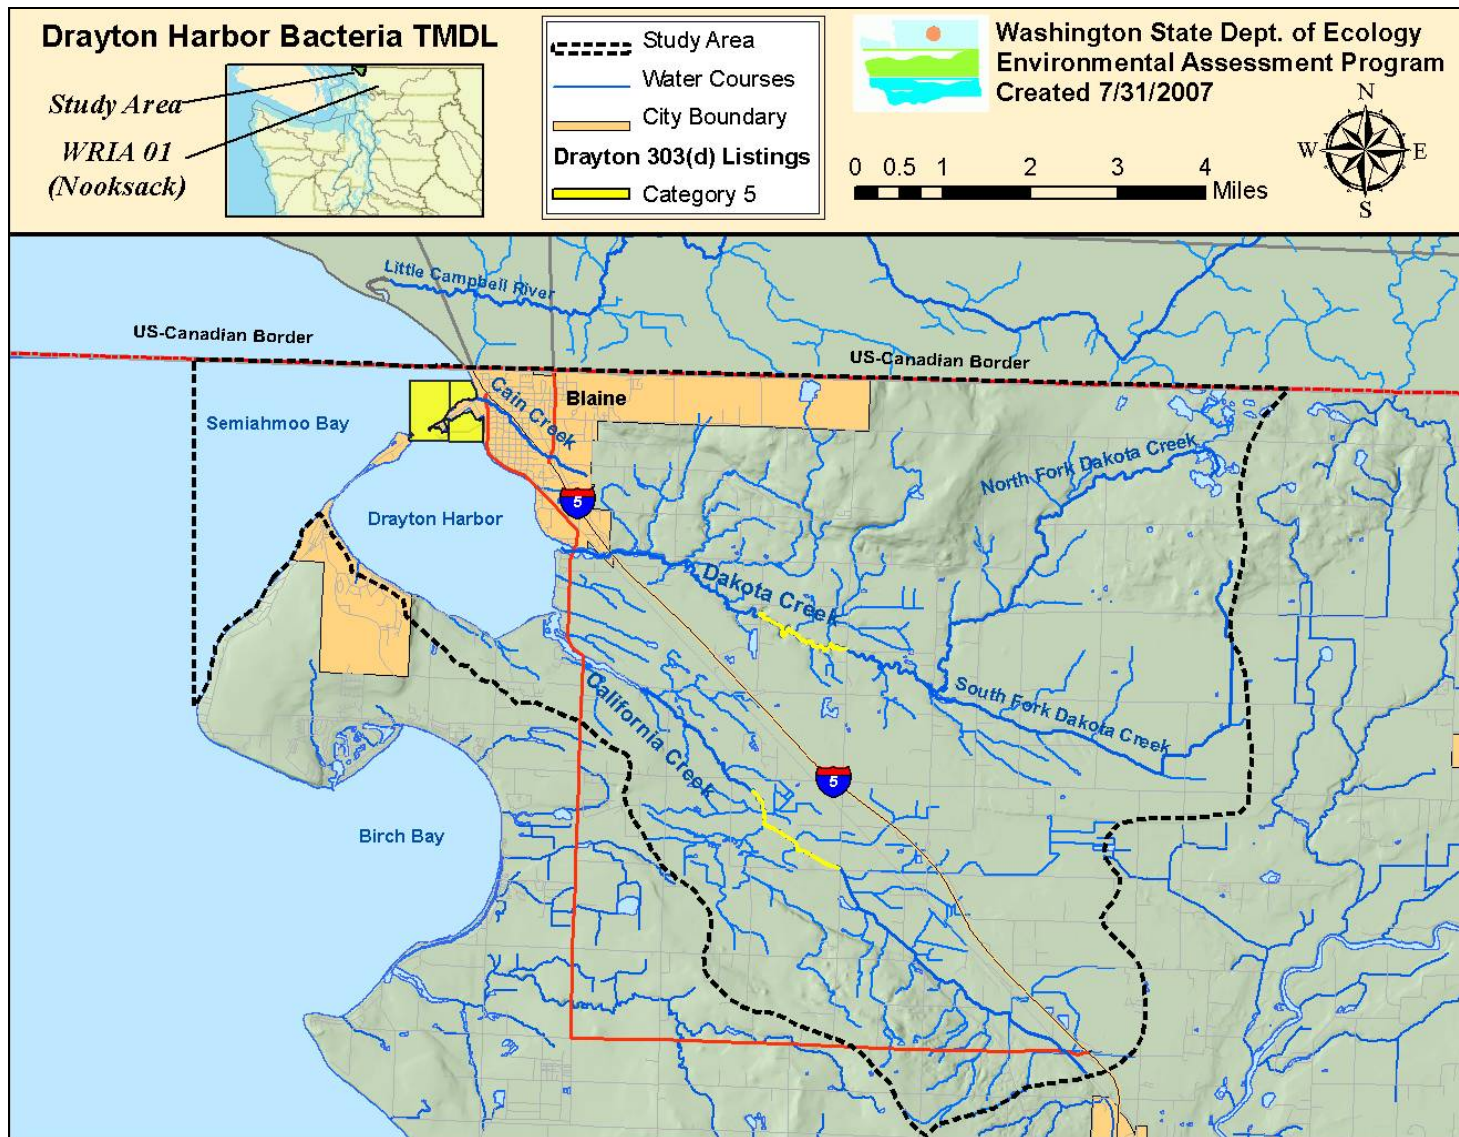 Drayton Harbor Bacteria TMDL
Study Area
WRIA 01
(Nooksack)
Study Area
Water Courses
City Boundary
Drayton 303(d) Listings
Category 5
Washington State Dept. of Ecology
Environmental Assessment Program
Created 7/31/2007
0 0.5 1 2 3 4
Miles
N
W E
S
Little Campbell River
US-Canadian Border
US-Canadian Border
Cain Creek
Blaine
Semiahmoo Bay
North Fork Dakota Creek
5
Drayton Harbor
Dakota Creek
California Creek
South Fork Dakota Creek
5
Birch Bay